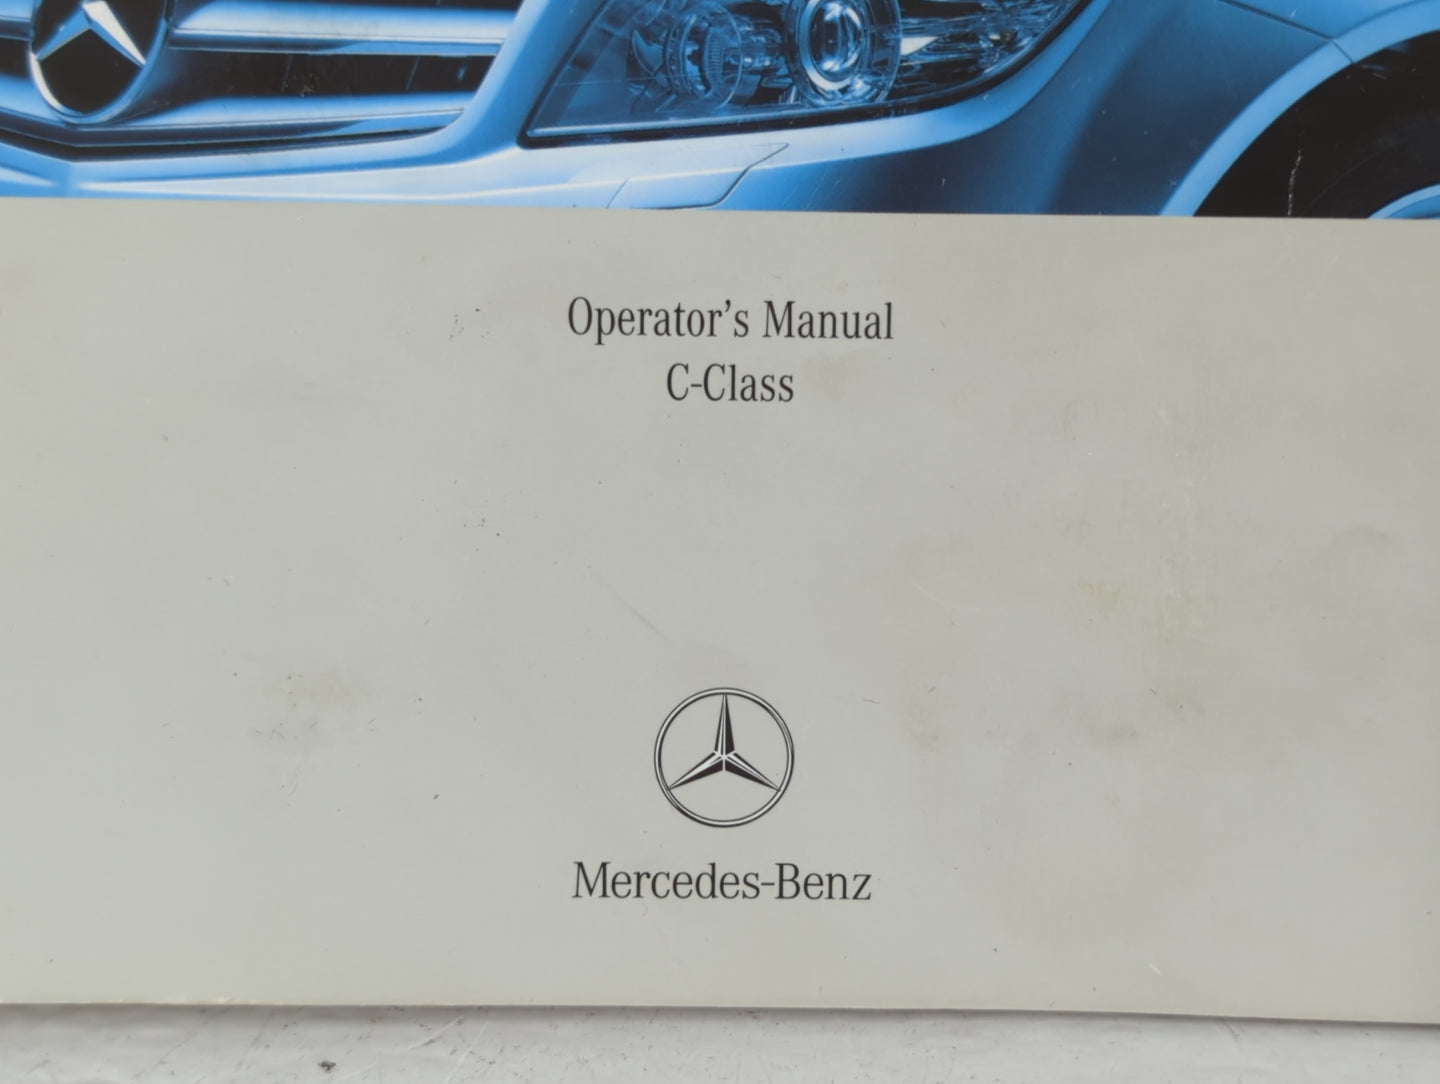 Operator's Manual
C-Class
Mercedes-Benz